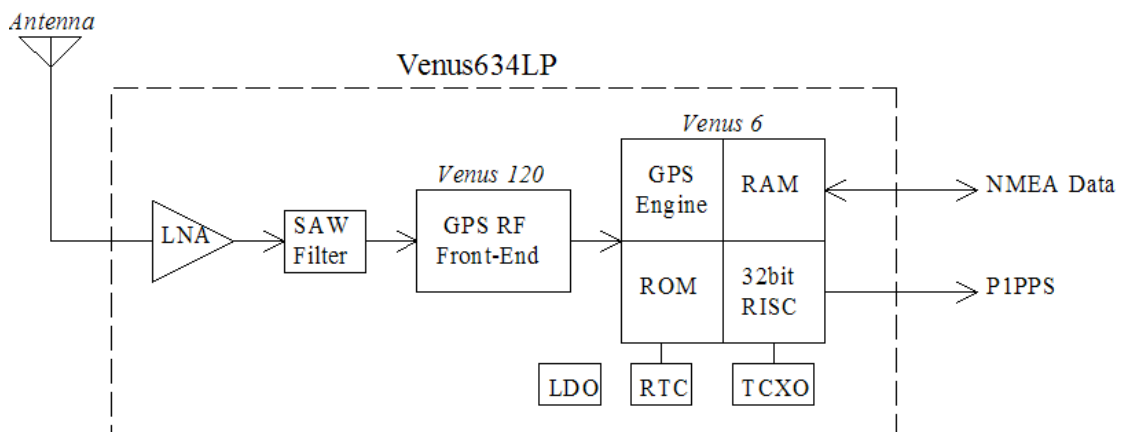 Antenna
Venus634LP
Venus 6
Venus 120
GPS
Engine
RAM
NMEA Data
LNA
SAW
Filter
GPS RF
Front-End
ROM
32bit
RISC
P1PPS
LDO
RTC
TCXO